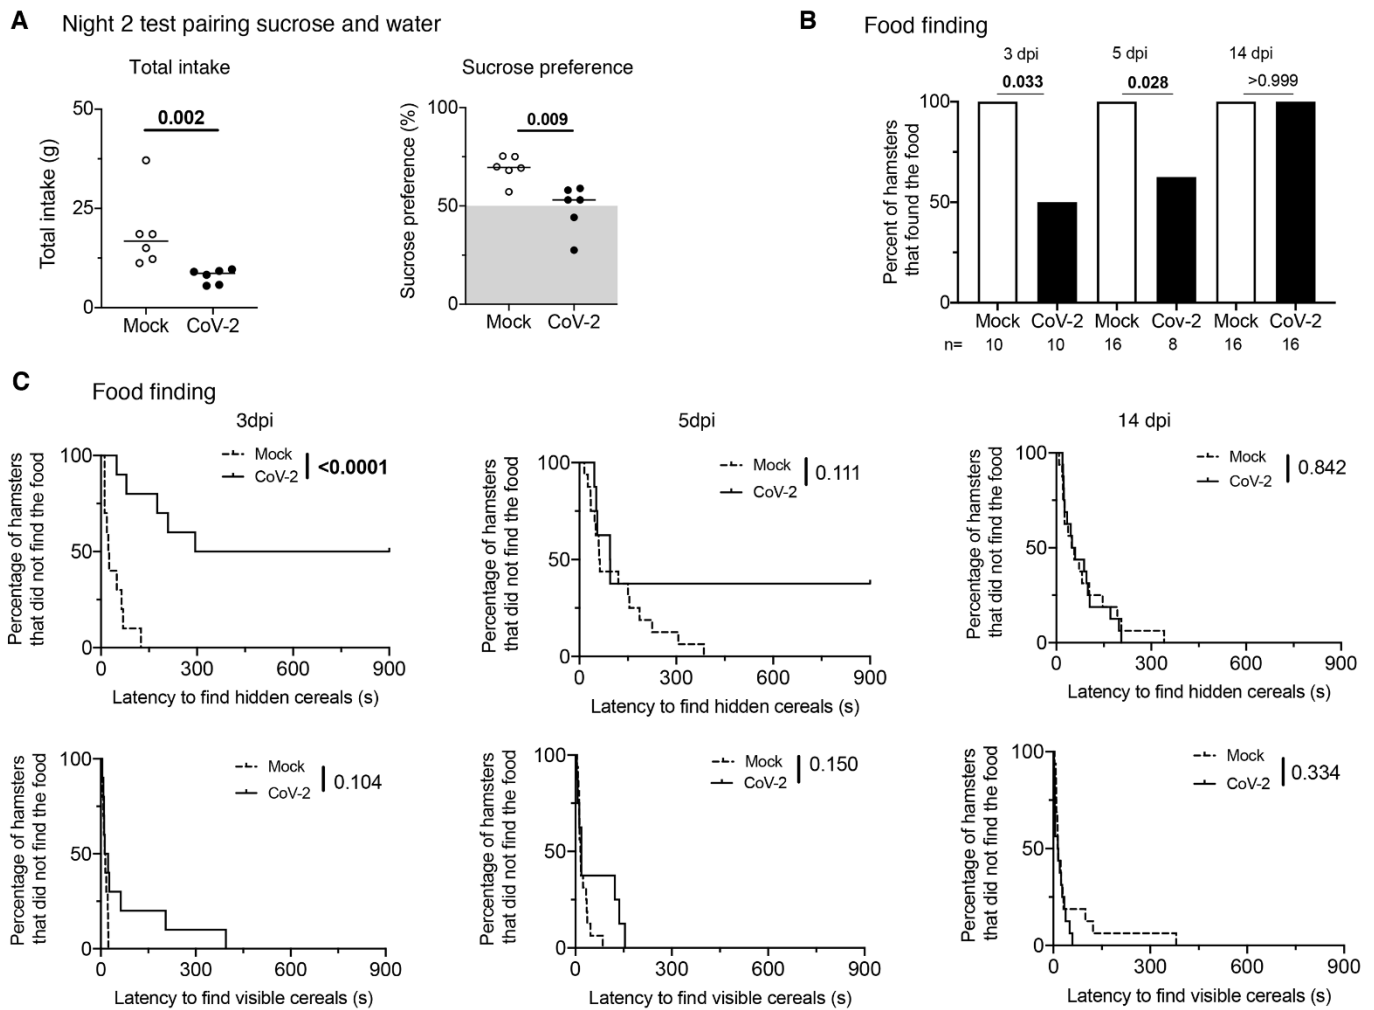 A
Night 2 test pairing sucrose and water
Total intake
50
25
0
Total intake (g)
0.002
Mock
CoV-2
Sucrose preference
100
50
0
Sucrose preference (%)
0.009
Mock
CoV-2
B
Food finding
3 dpi
5 dpi
14 dpi
0.033
0.028
>0.999
100
50
0
Percent of hamsters
that found the food
Mock
CoV-2
Mock
Cov-2
Mock
CoV-2
n=
10
10
16
8
16
16
C
Food finding
3dpi
Mock
CoV-2
<0.0001
100
50
0
Percentage of hamsters
that did not find the food
0
300
600
900
Latency to find hidden cereals (s)
5dpi
Mock
CoV-2
0.111
100
50
0
Percentage of hamsters
that did not find the food
0
300
600
900
Latency to find hidden cereals (s)
14 dpi
Mock
CoV-2
0.842
100
50
0
Percentage of hamsters
that did not find the food
0
300
600
900
Latency to find hidden cereals (s)
Mock
CoV-2
0.104
100
50
0
Percentage of hamsters
that did not find the food
0
300
600
900
Latency to find visible cereals (s)
Mock
CoV-2
0.150
100
50
0
Percentage of hamsters
that did not find the food
0
300
600
900
Latency to find visible cereals (s)
Mock
CoV-2
0.334
100
50
0
Percentage of hamsters
that did not find the food
0
300
600
900
Latency to find visible cereals (s)